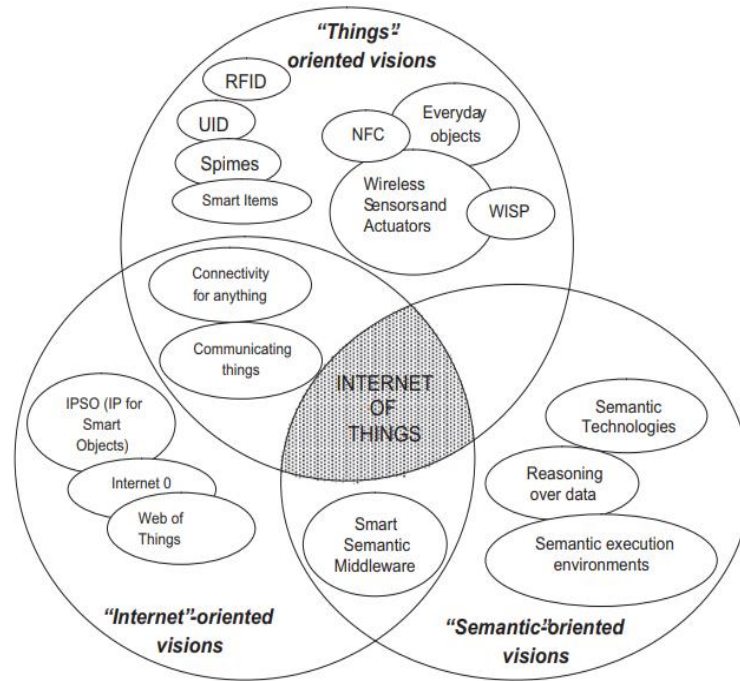 “Things”-
oriented visions
RFID
UID
Spimes
Smart Items
Everyday
objects
NFC
Wireless
Sensors and
Actuators
WISP
Connectivity
for anything
Communicating
things
INTERNET
OF
THINGS
IPSO (IP for
Smart
Objects)
Internet 0
Web of
Things
Semantic
Technologies
Reasoning
over data
Semantic execution
environments
Smart
Semantic
Middleware
“Internet”-oriented
visions
“Semantic”-oriented
visions